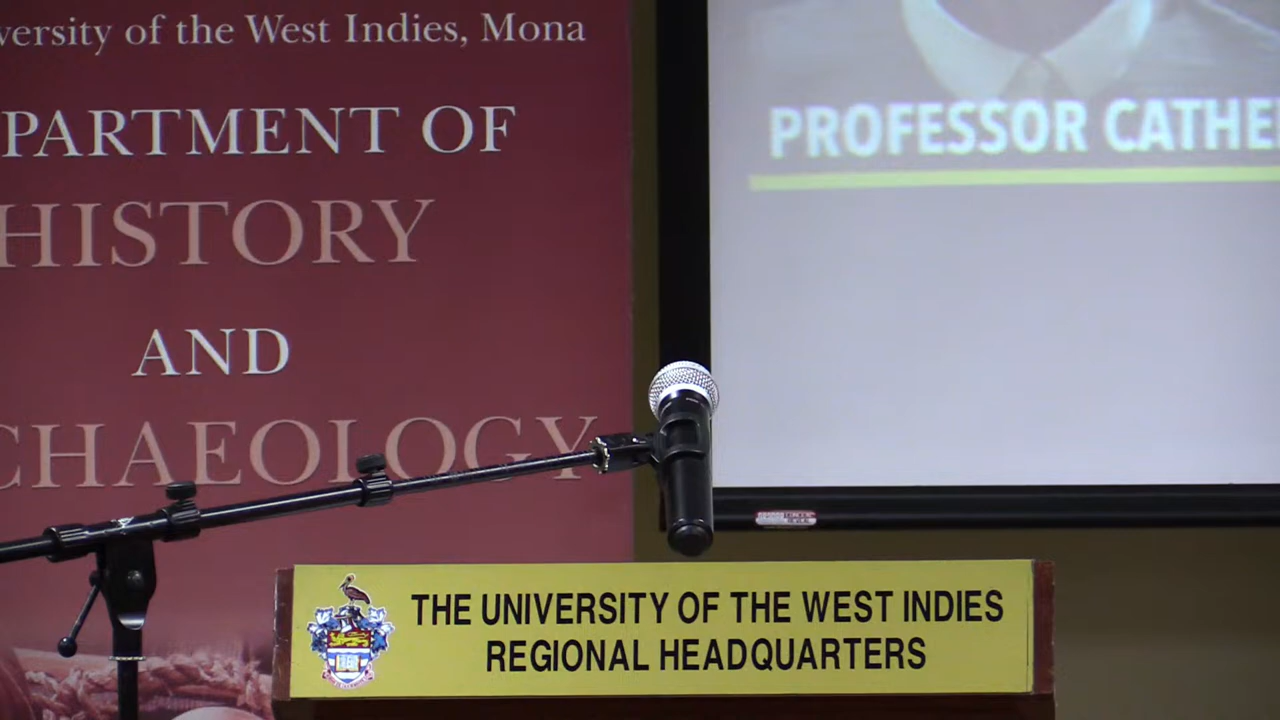 versity of the West Indies, Mona
PARTMENT OF
HISTORY
AND
CHAEOLOGY
PROFESSOR CATHE
THE UNIVERSITY OF THE WEST INDIES
REGIONAL HEADQUARTERS